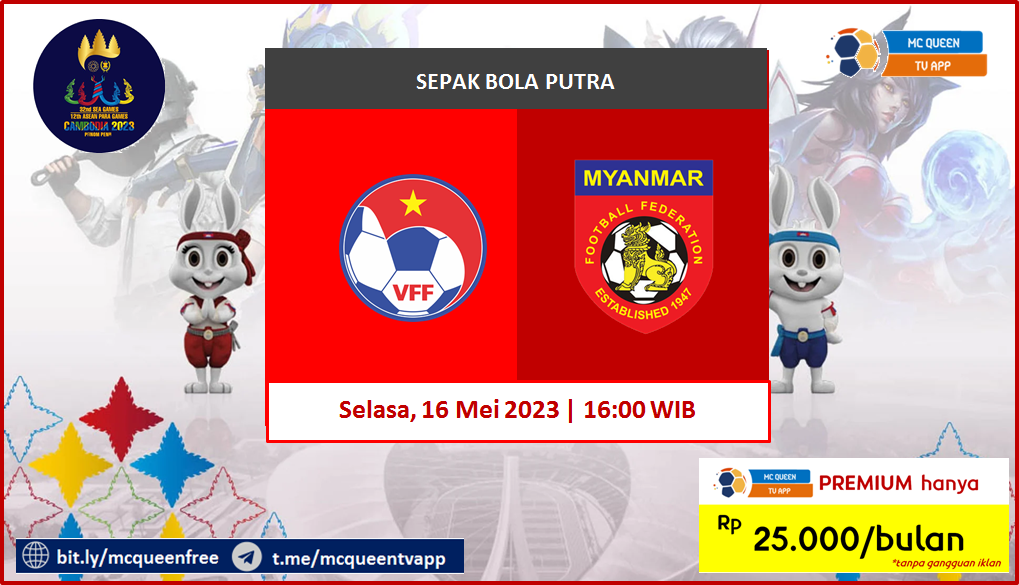 32nd SEA GAMES
12th ASEAN PARA GAMES
CAMBODIA 2023
PHNOM PENH
SEPAK BOLA PUTRA
MC QUEEN
TV APP
VFF
MYANMAR
FOOTBALL FEDERATION
ESTABLISHED 1947
Selasa, 16 Mei 2023 | 16:00 WIB
MC QUEEN
TV APP
PREMIUM hanya
Rp 25.000/bulan
*tanpa gangguan iklan
bit.ly/mcqueenfree t.me/mcqueentvapp